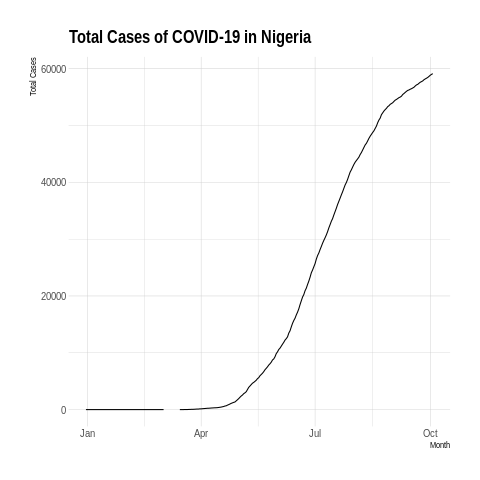 Total Cases of COVID-19 in Nigeria
Total Cases
60000
40000
20000
0
Jan Apr Jul Oct
Month